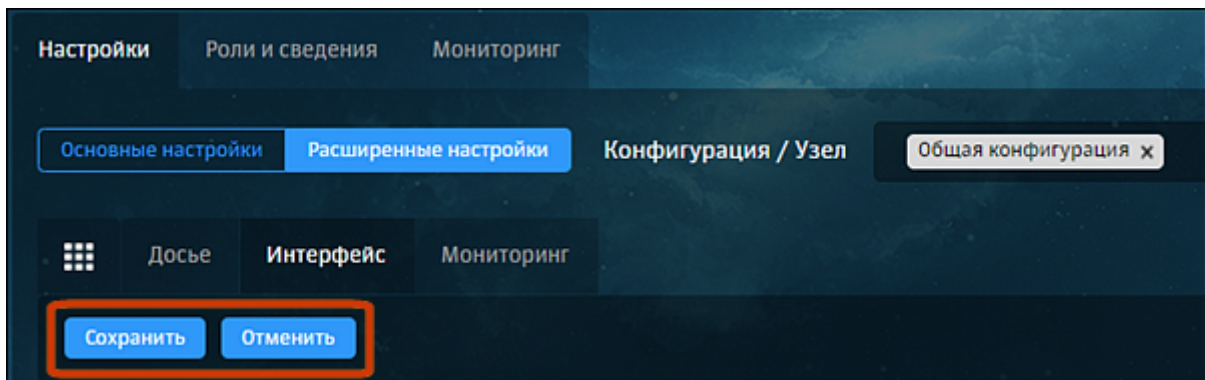 Настройки Роли и сведения Мониторинг
Основные настройки Расширенные настройки Конфигурация / Узел Общая конфигурация ×
Досье Интерфейс Мониторинг
Сохранить Отменить